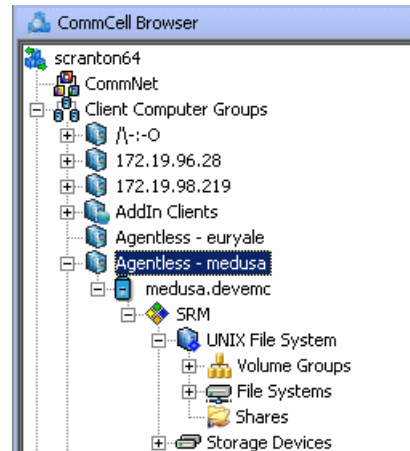 CommCell Browser
scranton64
CommNet
Client Computer Groups
/\-:-O
172.19.96.28
172.19.98.219
AddIn Clients
Agentless - euryale
Agentless - medusa
medusa.devemc
SRM
UNIX File System
Volume Groups
File Systems
Shares
Storage Devices